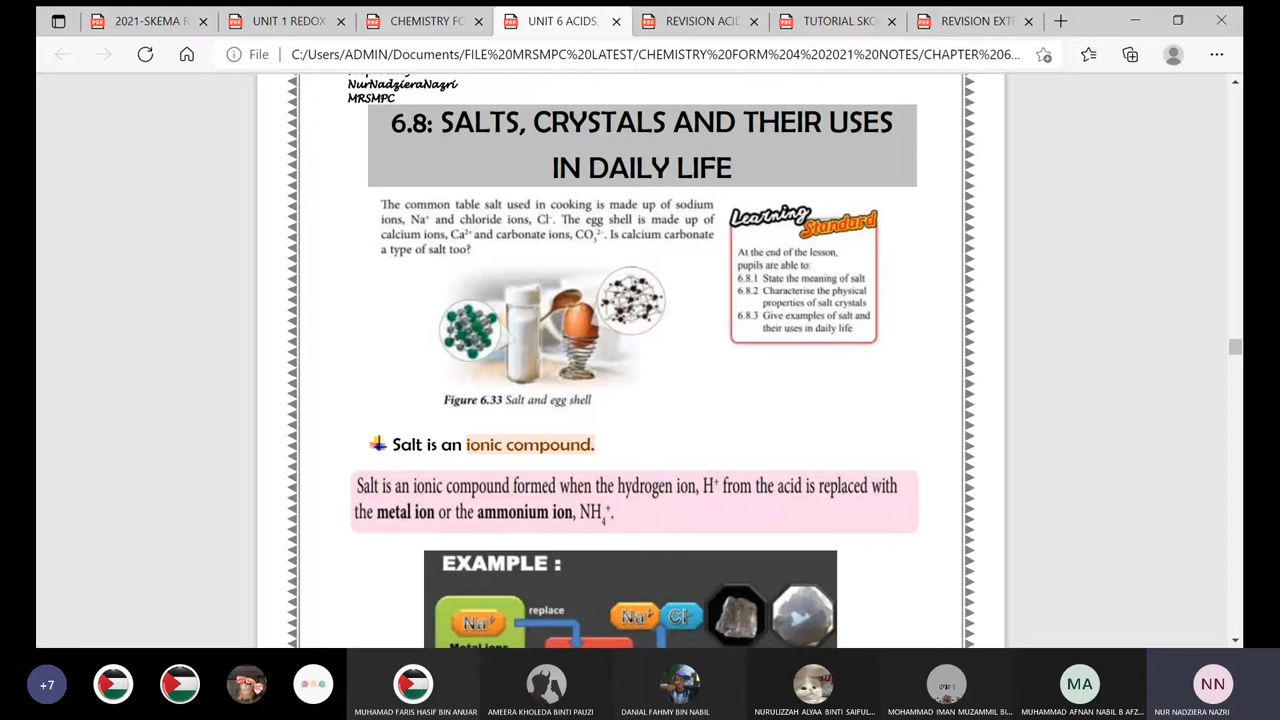 2021-SKEMA R
UNIT 1 REDOX
CHEMISTRY FO
UNIT 6 ACIDS,
REVISION ACID
TUTORIAL SKO
REVISION EXT
File
C:/Users/ADMIN/Documents/FILE%20MRSMPC%20LATEST/CHEMISTRY%20FORM%204%202021%20NOTES/CHAPTER%206...
NurNadzieraNazri
MRSMPC
6.8: SALTS, CRYSTALS AND THEIR USES
IN DAILY LIFE
The common table salt used in cooking is made up of sodium
ions, Na⁺ and chloride ions, Cl⁻. The egg shell is made up of
calcium ions, Ca²⁺ and carbonate ions, CO₃²⁻. Is calcium carbonate
a type of salt too?
Learning
Standard
At the end of the lesson,
pupils are able to:
6.8.1 State the meaning of salt
6.8.2 Characterise the physical
properties of salt crystals
6.8.3 Give examples of salt and
their uses in daily life
Figure 6.33 Salt and egg shell
Salt is an ionic compound.
Salt is an ionic compound formed when the hydrogen ion, H⁺ from the acid is replaced with
the metal ion or the ammonium ion, NH₄⁺.
EXAMPLE :
Na⁺
replace
Na⁺ Cl⁻
Metal ions
+7
MUHAMAD FARIS HASIF BIN ANUAR
AMEERA KHOLEDA BINTI PAUZI
DANIAL FAHMY BIN NABIL
NURULIZZAH ALYAA BINTI SAIFUL...
MOHAMMAD IMAN MUZAMMIL BI...
MA
MUHAMMAD AFNAN NABIL B AFZ...
NN
NUR NADZIERA NAZRI